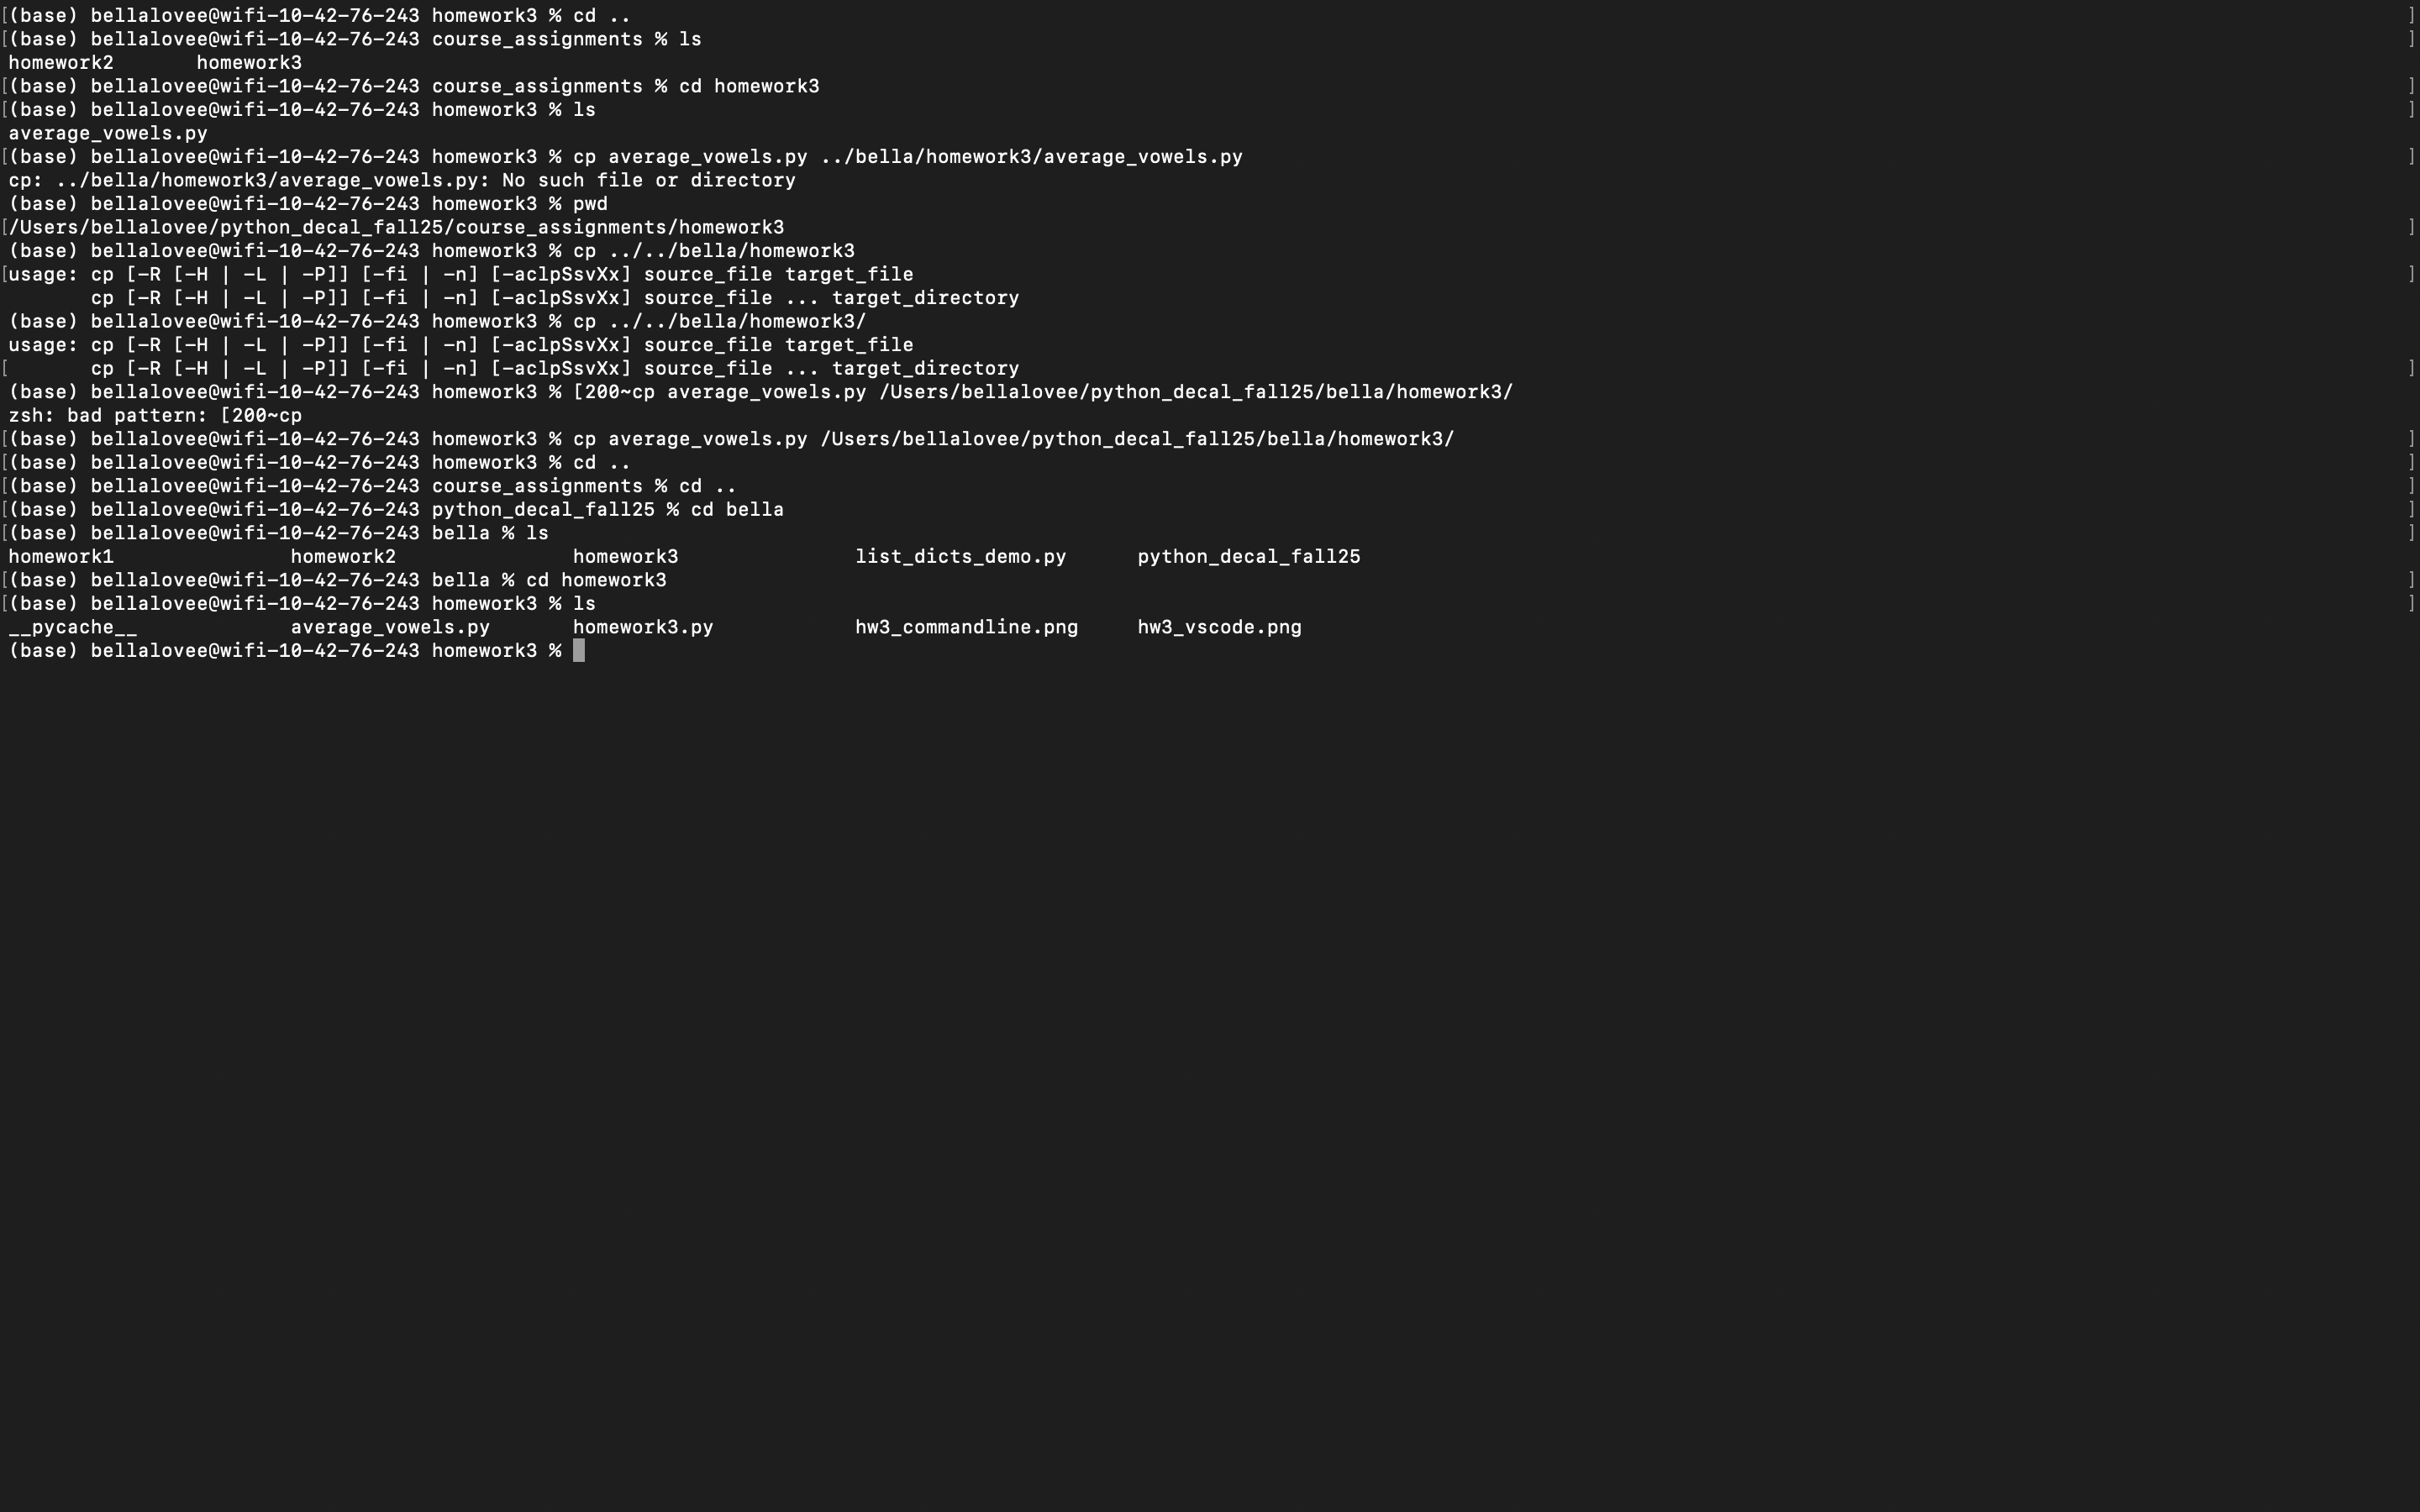 [(base) bellalovee@wifi-10-42-76-243 homework3 % cd .. ]
[(base) bellalovee@wifi-10-42-76-243 course_assignments % ls ]
homework2 homework3
[(base) bellalovee@wifi-10-42-76-243 course_assignments % cd homework3 ]
[(base) bellalovee@wifi-10-42-76-243 homework3 % ls ]
average_vowels.py
[(base) bellalovee@wifi-10-42-76-243 homework3 % cp average_vowels.py ../bella/homework3/average_vowels.py ]
cp: ../bella/homework3/average_vowels.py: No such file or directory
(base) bellalovee@wifi-10-42-76-243 homework3 % pwd
[/Users/bellalovee/python_decal_fall25/course_assignments/homework3 ]
(base) bellalovee@wifi-10-42-76-243 homework3 % cp ../../bella/homework3
[usage: cp [-R [-H | -L | -P]] [-fi | -n] [-aclpSsvXx] source_file target_file ]
cp [-R [-H | -L | -P]] [-fi | -n] [-aclpSsvXx] source_file ... target_directory
(base) bellalovee@wifi-10-42-76-243 homework3 % cp ../../bella/homework3/
usage: cp [-R [-H | -L | -P]] [-fi | -n] [-aclpSsvXx] source_file target_file
[ cp [-R [-H | -L | -P]] [-fi | -n] [-aclpSsvXx] source_file ... target_directory ]
(base) bellalovee@wifi-10-42-76-243 homework3 % [200~cp average_vowels.py /Users/bellalovee/python_decal_fall25/bella/homework3/
zsh: bad pattern: [200~cp
[(base) bellalovee@wifi-10-42-76-243 homework3 % cp average_vowels.py /Users/bellalovee/python_decal_fall25/bella/homework3/ ]
[(base) bellalovee@wifi-10-42-76-243 homework3 % cd .. ]
[(base) bellalovee@wifi-10-42-76-243 course_assignments % cd .. ]
[(base) bellalovee@wifi-10-42-76-243 python_decal_fall25 % cd bella ]
[(base) bellalovee@wifi-10-42-76-243 bella % ls ]
homework1 homework2 homework3 list_dicts_demo.py python_decal_fall25
[(base) bellalovee@wifi-10-42-76-243 bella % cd homework3 ]
[(base) bellalovee@wifi-10-42-76-243 homework3 % ls ]
__pycache__ average_vowels.py homework3.py hw3_commandline.png hw3_vscode.png
(base) bellalovee@wifi-10-42-76-243 homework3 %